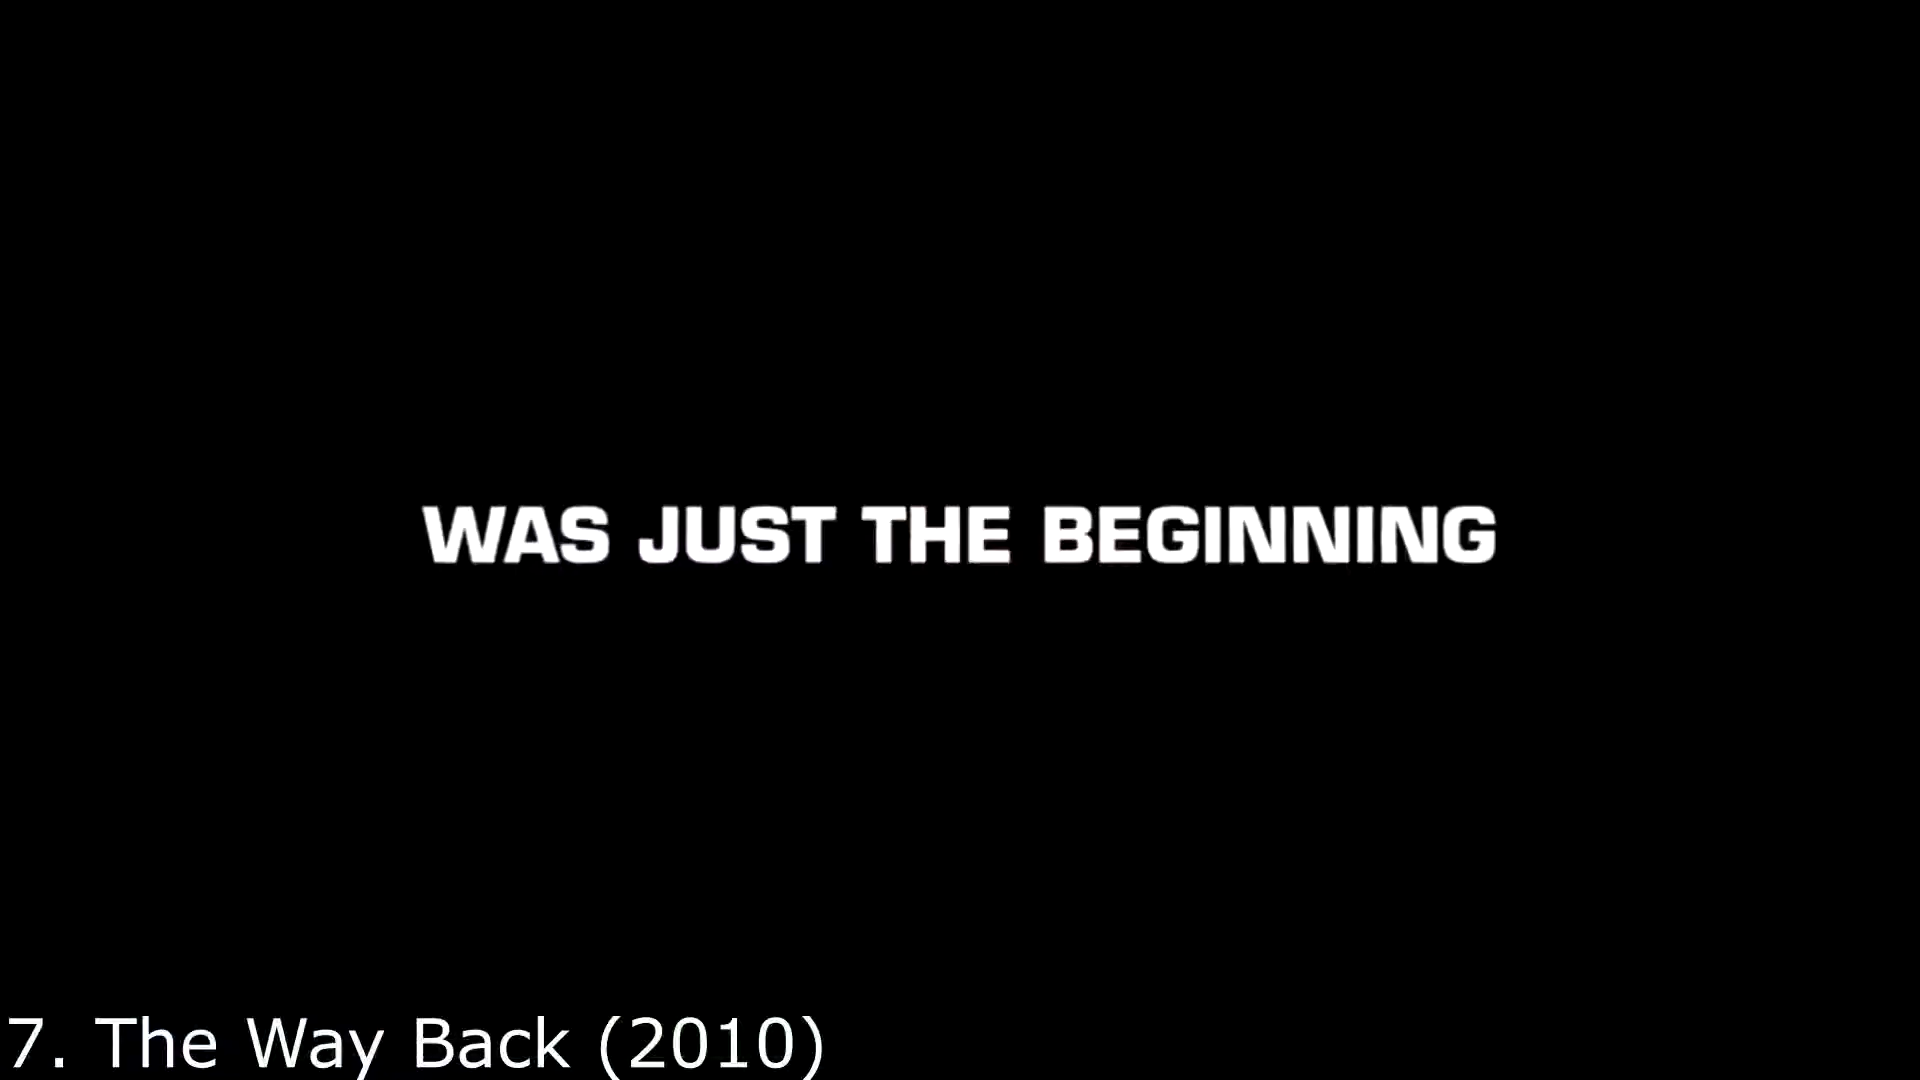 WAS JUST THE BEGINNING
7. The Way Back (2010)